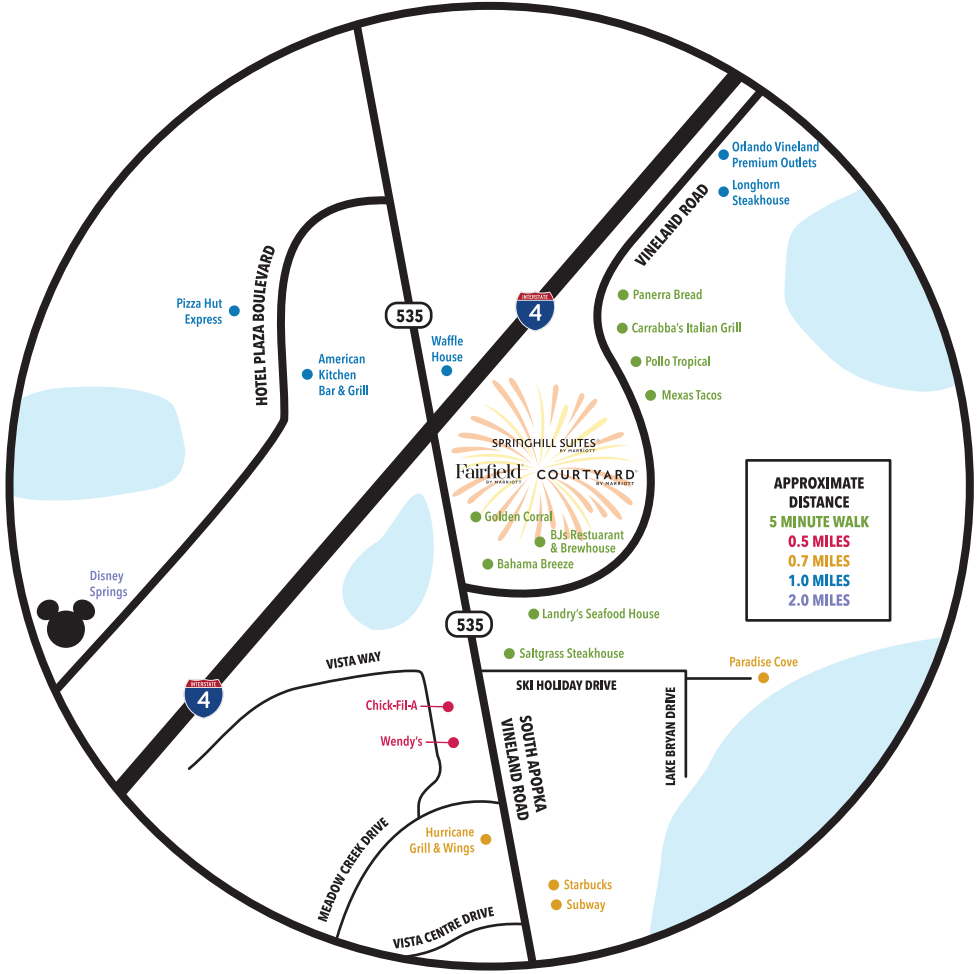 Orlando Vineland
Premium Outlets
Longhorn
Steakhouse
VINELAND ROAD
HOTEL PLAZA BOULEVARD
Pizza Hut
Express
535
INTERSTATE
4
Panerra Bread
Carrabba's Italian Grill
Waffle
House
American
Kitchen
Bar & Grill
Pollo Tropical
Mexas Tacos
SPRINGHILL SUITES®
BY MARRIOTT
Fairfield
BY MARRIOTT
COURTYARD®
BY MARRIOTT
Golden Corral
BJs Restuarant
& Brewhouse
Bahama Breeze
APPROXIMATE
DISTANCE
5 MINUTE WALK
0.5 MILES
0.7 MILES
1.0 MILES
2.0 MILES
Disney
Springs
Landry's Seafood House
535
Saltgrass Steakhouse
VISTA WAY
INTERSTATE
4
SKI HOLIDAY DRIVE
Paradise Cove
Chick-Fil-A
Wendy's
SOUTH APOPKA
VINELAND ROAD
LAKE BRYAN DRIVE
MEADOW CREEK DRIVE
Hurricane
Grill & Wings
Starbucks
Subway
VISTA CENTRE DRIVE